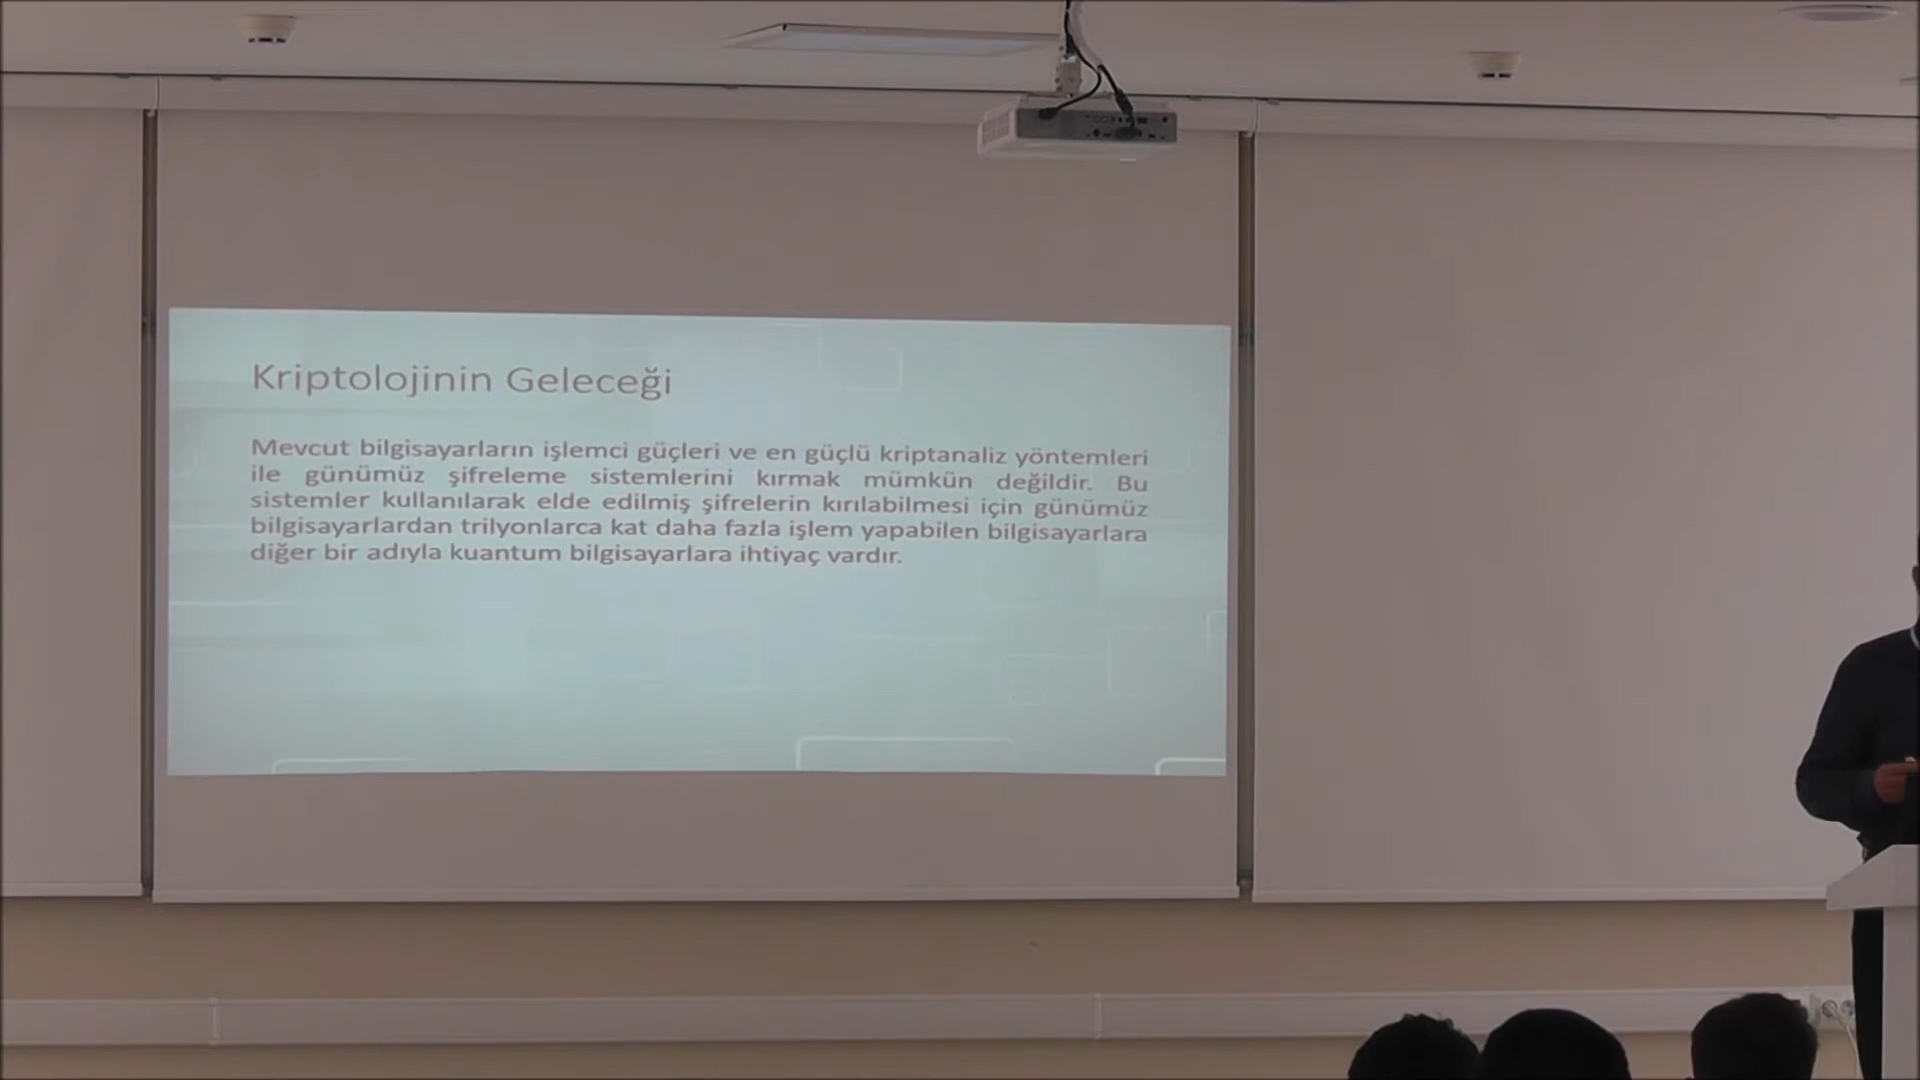 Kriptolojinin Geleceği
Mevcut bilgisayarların işlemci güçleri ve en güçlü kriptanaliz yöntemleri
ile günümüz şifreleme sistemlerini kırmak mümkün değildir. Bu
sistemler kullanılarak elde edilmiş şifrelerin kırılabilmesi için günümüz
bilgisayarlardan trilyonlarca kat daha fazla işlem yapabilen bilgisayarlara
diğer bir adıyla kuantum bilgisayarlara ihtiyaç vardır.